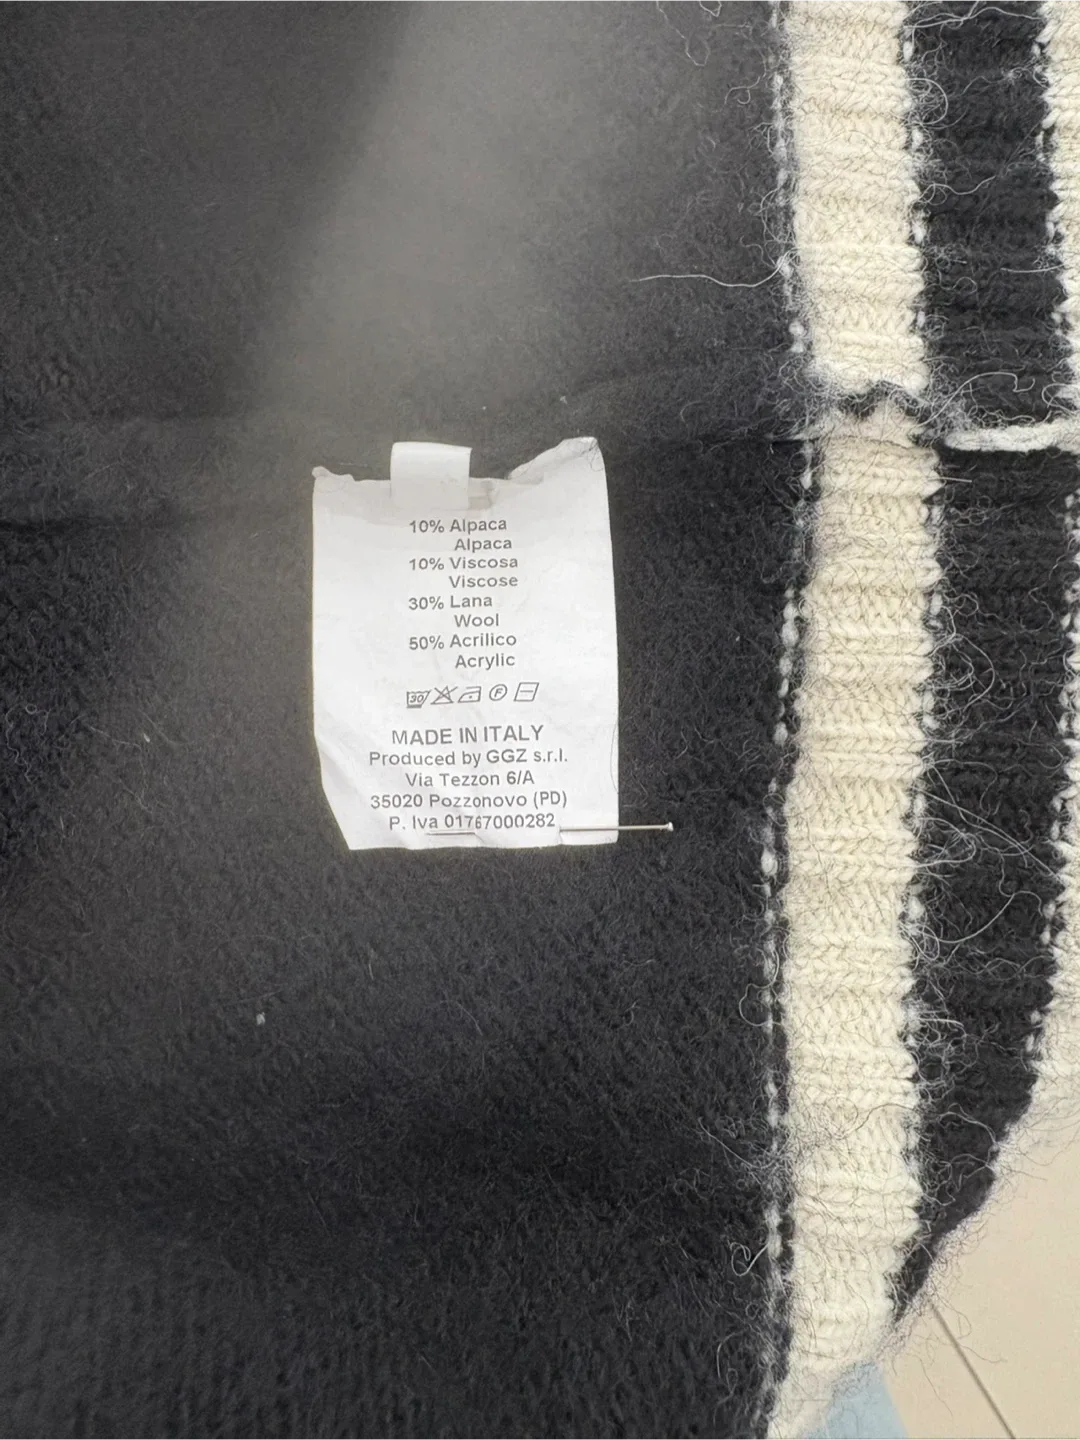 10% Alpaca
Alpaca
10% Viscosa
Viscose
30% Lana
Wool
50% Acrilico
Acrylic
30 F
MADE IN ITALY
Produced by GGZ s.r.l.
Via Tezzon 6/A
35020 Pozzonovo (PD)
P. Iva 01767000282